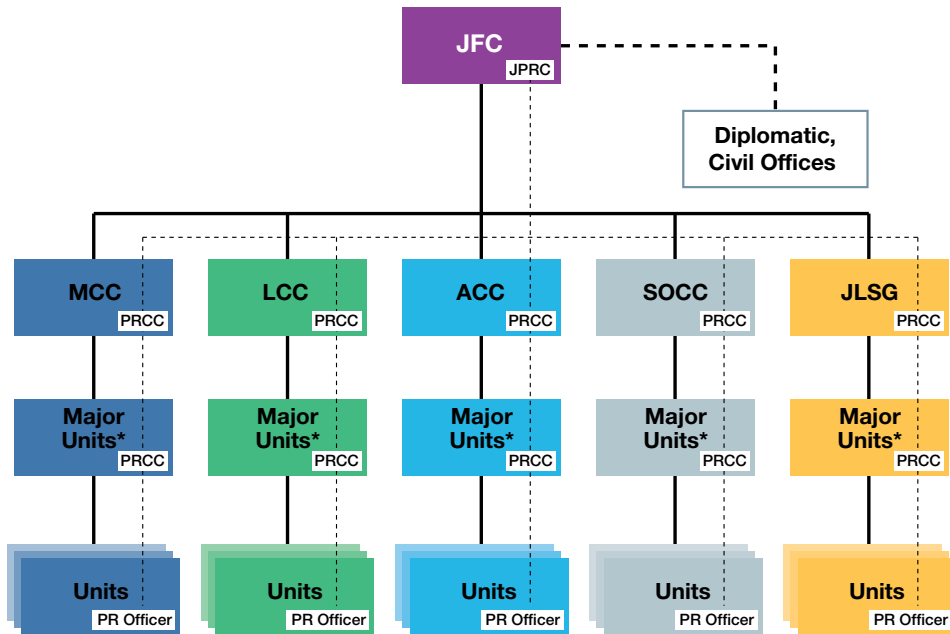 JFC
JPRC
Diplomatic,
Civil Offices
MCC
PRCC
LCC
PRCC
ACC
PRCC
SOCC
PRCC
JLSG
PRCC
Major
Units*
PRCC
Major
Units*
PRCC
Major
Units*
PRCC
Major
Units*
PRCC
Major
Units*
PRCC
Units
PR Officer
Units
PR Officer
Units
PR Officer
Units
PR Officer
Units
PR Officer